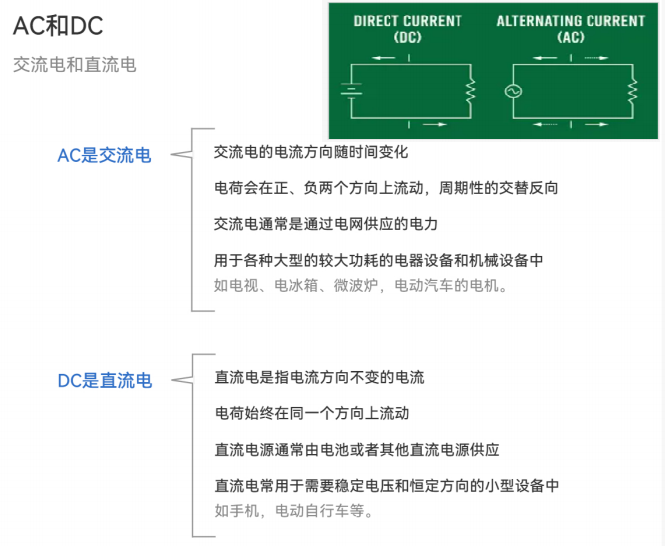 AC和DC
交流电和直流电
DIRECT CURRENT
(DC)
ALTERNATING CURRENT
(AC)
I
I
I
I
AC是交流电
交流电的电流方向随时间变化
电荷会在正、负两个方向上流动，周期性的交替反向
交流电通常是通过电网供应的电力
用于各种大型的较大功耗的电器设备和机械设备中
如电视、电冰箱、微波炉，电动汽车的电机。
DC是直流电
直流电是指电流方向不变的电流
电荷始终在同一个方向上流动
直流电源通常由电池或者其他直流电源供应
直流电常用于需要稳定电压和恒定方向的小型设备中
如手机，电动自行车等。